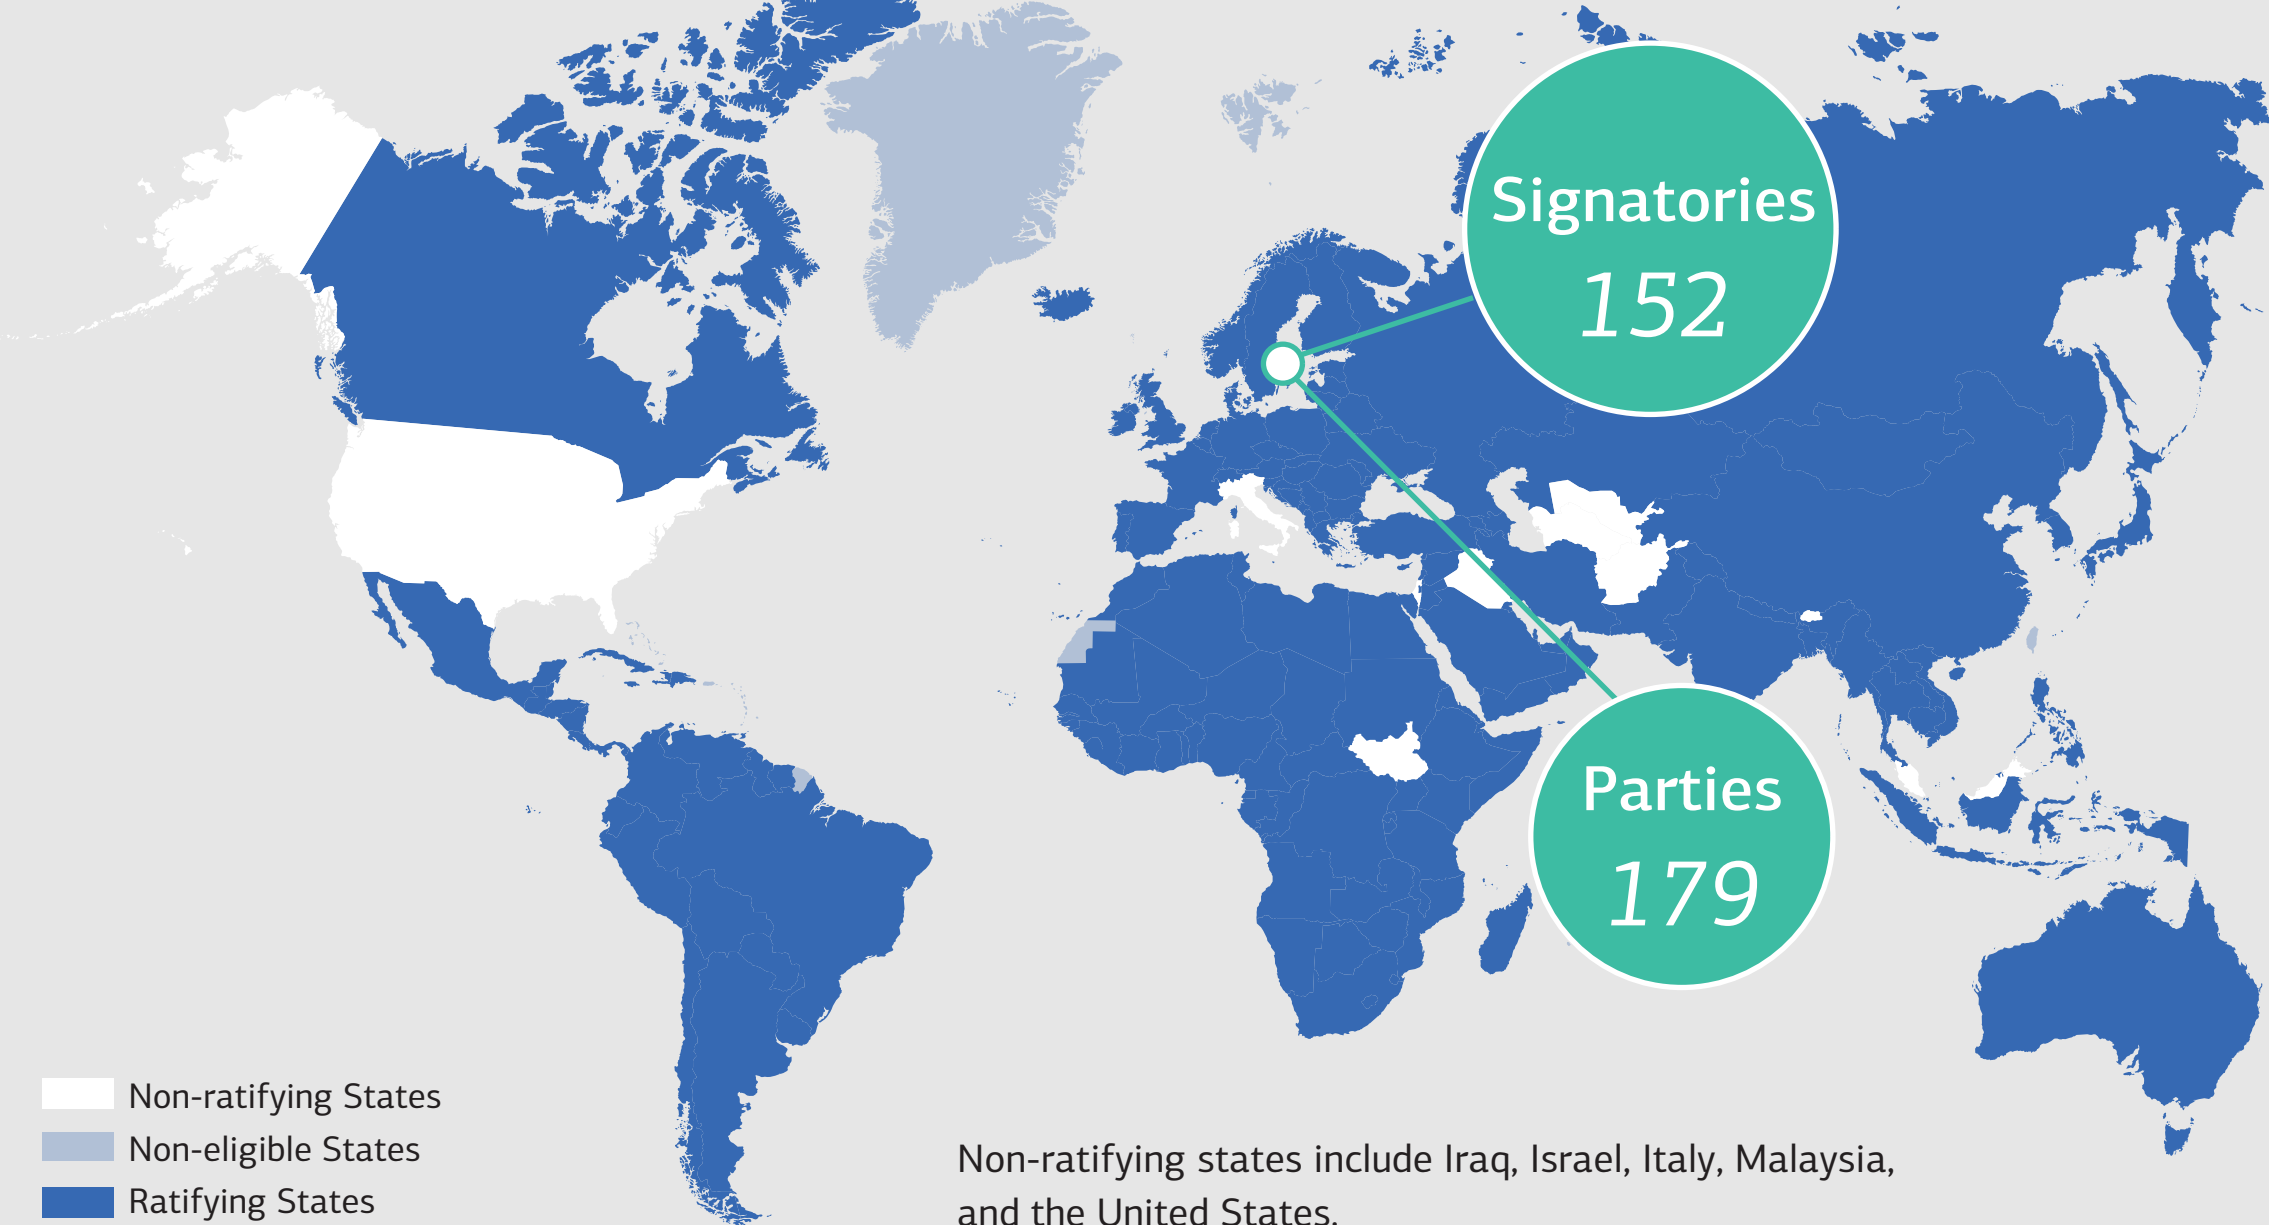 Signatories
152
Parties
179
Non-ratifying States
Non-eligible States
Ratifying States
Non-ratifying states include Iraq, Israel, Italy, Malaysia,
and the United States.